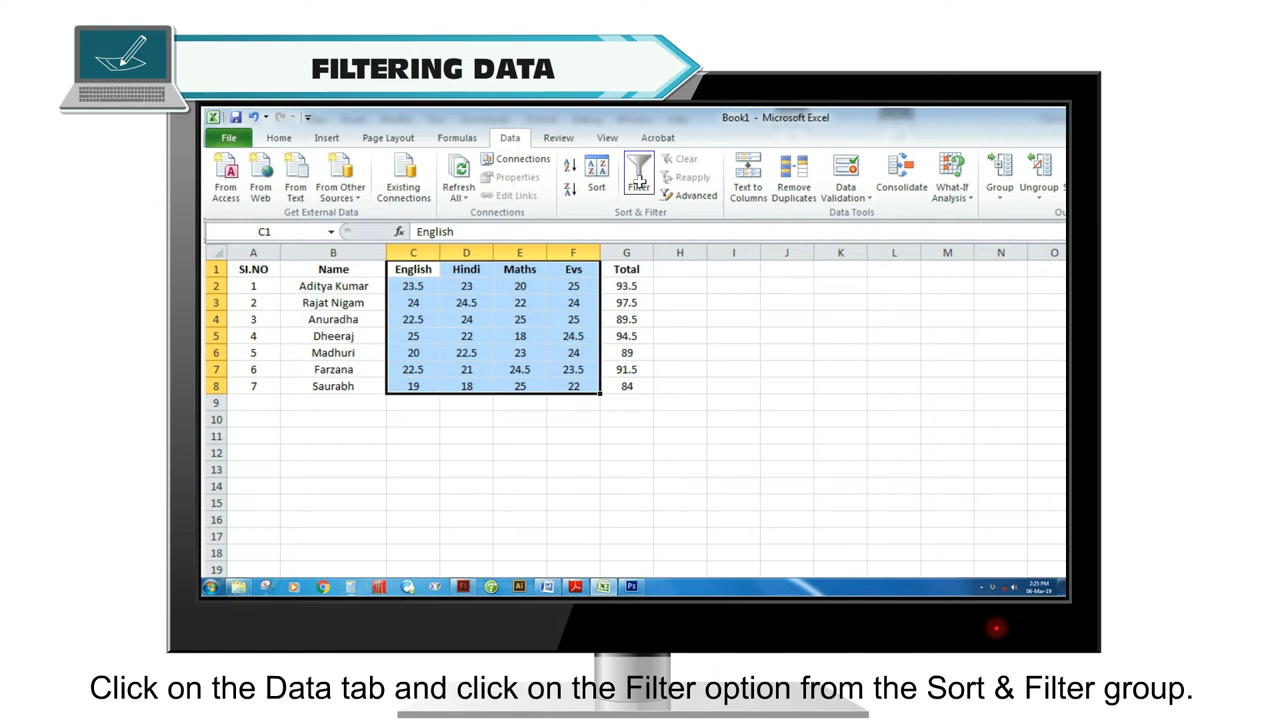 FILTERING DATA
Book1 - Microsoft Excel
File Home Insert Page Layout Formulas Data Review View Acrobat
From Access
From Web
From Text
From Other Sources
Get External Data
Existing Connections
Refresh All
Connections
Properties
Edit Links
Connections
Sort
Filter
Clear
Reapply
Advanced
Sort & Filter
Text to Columns
Remove Duplicates
Data Validation
Consolidate
What-If Analysis
Data Tools
Group
Ungroup
C1 fx English
A B C D E F G H I J K L M N O
1 SI.NO Name English Hindi Maths Evs Total
2 1 Aditya Kumar 23.5 23 20 25 93.5
3 2 Rajat Nigam 24 24.5 22 24 97.5
4 3 Anuradha 22.5 24 25 25 89.5
5 4 Dheeraj 25 22 18 24.5 94.5
6 5 Madhuri 20 22.5 23 24 89
7 6 Farzana 22.5 21 24.5 23.5 91.5
8 7 Saurabh 19 18 25 22 84
9
10
11
12
13
14
15
16
17
18
19
2:25 PM
06-Mar-19
Click on the Data tab and click on the Filter option from the Sort & Filter group.